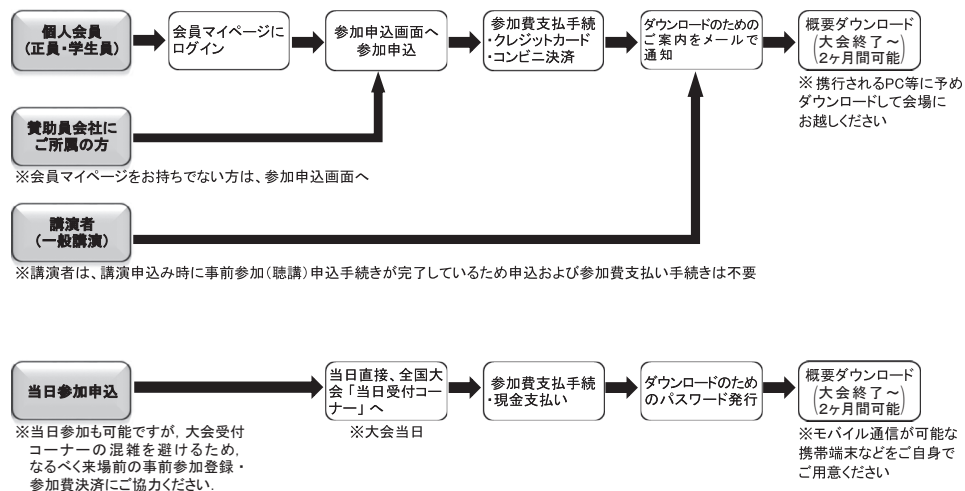 個人会員
(正員・学生員)
会員マイページに
ログイン
参加申込画面へ
参加申込
参加費支払手続
・クレジットカード
・コンビニ決済
ダウンロードのための
ご案内をメールで
通知
概要ダウンロード
(大会終了～
2ヶ月間可能)
※携行されるPC等に予め
ダウンロードして会場に
お越しください
賛助員会社に
ご所属の方
※会員マイページをお持ちでない方は、参加申込画面へ
講演者
(一般講演)
※講演者は、講演申込み時に事前参加(聴講)申込手続きが完了しているため申込および参加費支払い手続きは不要
当日参加申込
※当日参加も可能ですが，大会受付
コーナーの混雑を避けるため，
なるべく来場前の事前参加登録・
参加費決済にご協力ください．
当日直接、全国大
会「当日受付コー
ナー」へ
※大会当日
参加費支払手続
・現金支払い
ダウンロードのため
のパスワード発行
概要ダウンロード
(大会終了～
2ヶ月間可能)
※モバイル通信が可能な
携帯端末などをご自身で
ご用意ください